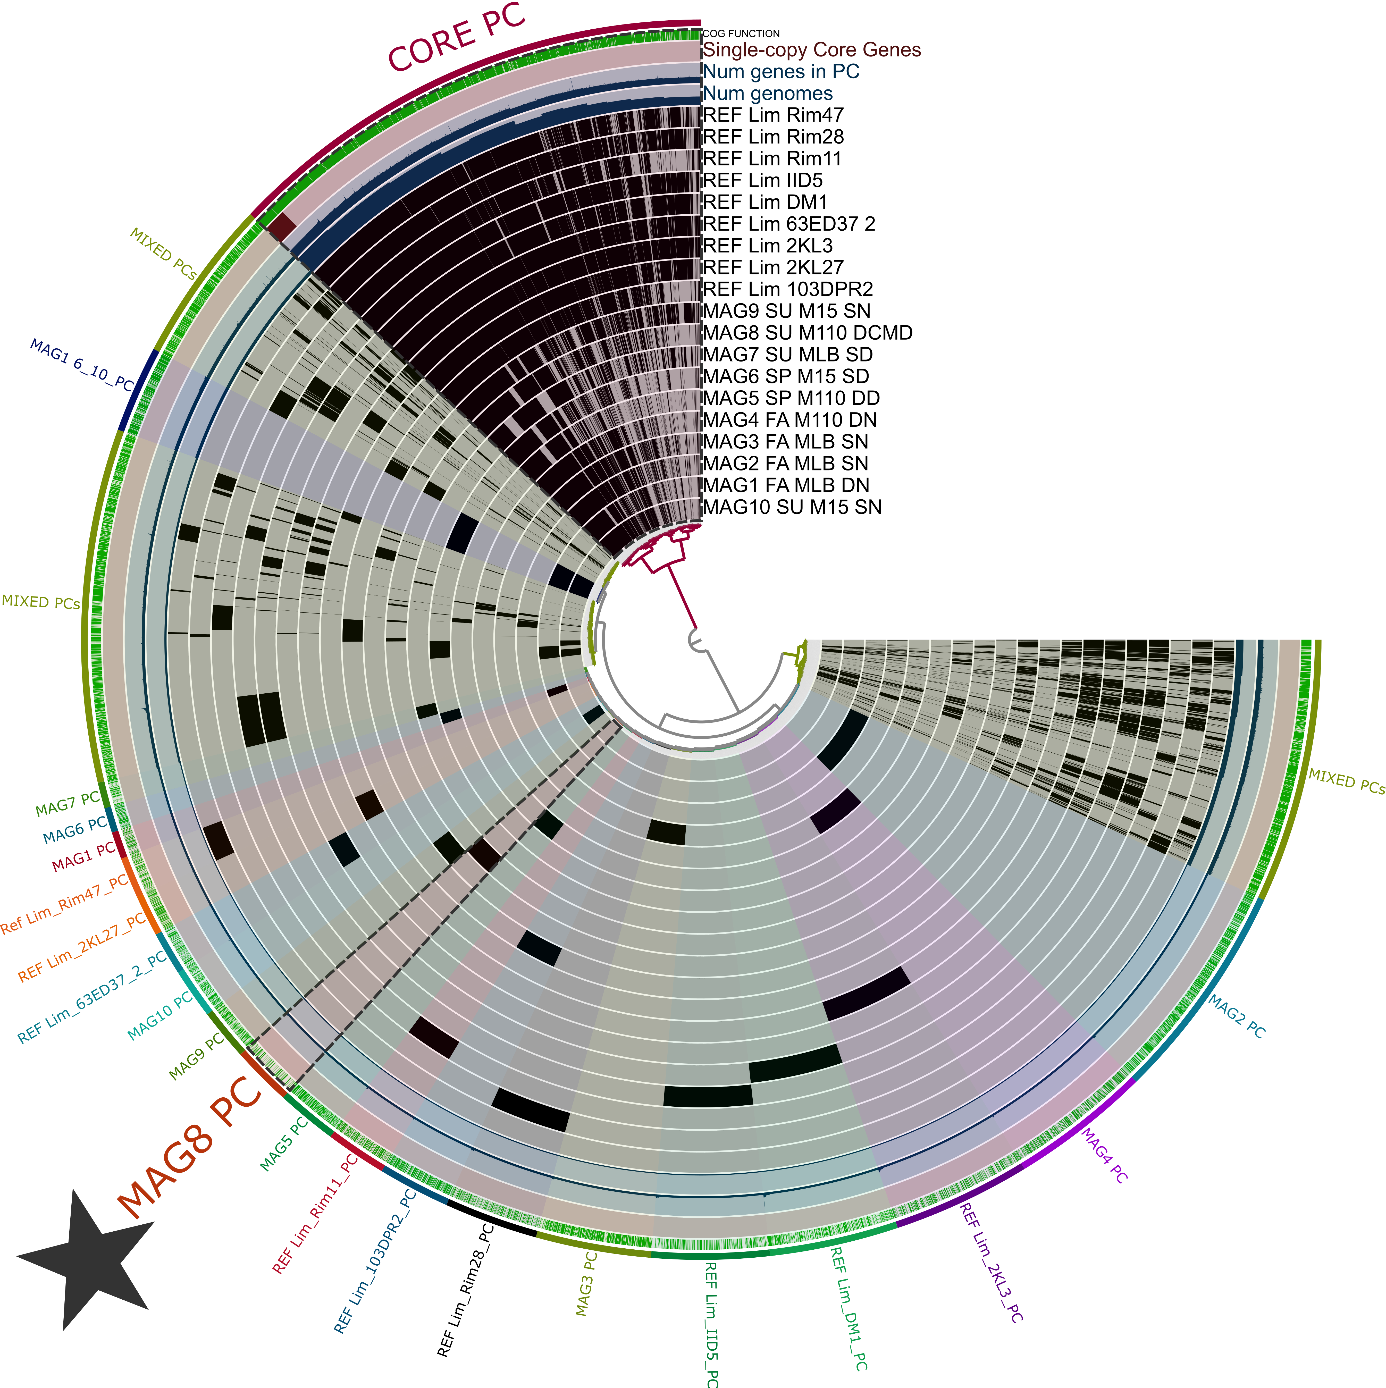 CORE PC
COG FUNCTION
Single-copy Core Genes
Num genes in PC
Num genomes
REF Lim Rim47
REF Lim Rim28
REF Lim Rim11
REF Lim IID5
REF Lim DM1
REF Lim 63ED37 2
REF Lim 2KL3
REF Lim 2KL27
REF Lim 103DPR2
MAG9 SU M15 SN
MAG8 SU M110 DCMD
MAG7 SU MLB SD
MAG6 SP M15 SD
MAG5 SP M110 DD
MAG4 FA M110 DN
MAG3 FA MLB SN
MAG2 FA MLB SN
MAG1 FA MLB DN
MAG10 SU M15 SN
MIXED PCs
MAG1 6_10_PC
MIXED PCs
MAG7 PC
MAG6 PC
MAG1 PC
Ref Lim_Rim47_PC
REF Lim_2KL27_PC
REF Lim_63ED37_2_PC
MAG10 PC
MAG9 PC
MAG8 PC
MAG5 PC
REF Lim_Rim11_PC
REF Lim_103DPR2_PC
REF Lim_Rim28_PC
MAG3 PC
REF Lim_IID5_PC
REF Lim_DM1_PC
REF Lim_2KL3_PC
MAG4 PC
MAG2 PC
MIXED PCs